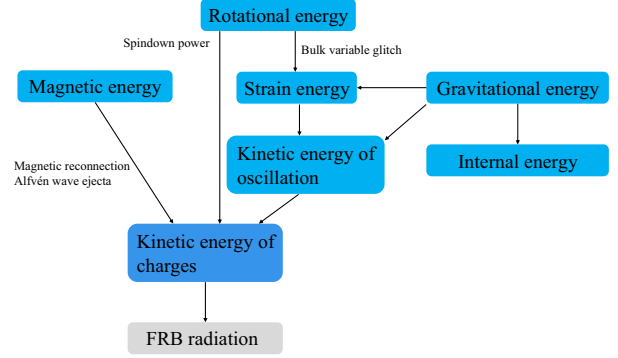 Rotational energy
Spindown power
Bulk variable glitch
Magnetic energy
Strain energy
Gravitational energy
Kinetic energy of
oscillation
Internal energy
Magnetic reconnection
Alfvén wave ejecta
Kinetic energy of
charges
FRB radiation